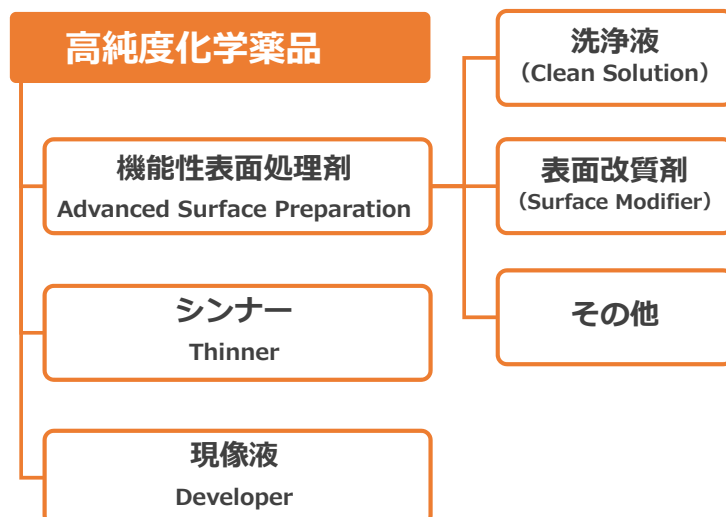 高純度化学薬品
機能性表面処理剤
Advanced Surface Preparation
シンナー
Thinner
現像液
Developer
洗浄液
（Clean Solution）
表面改質剤
（Surface Modifier）
その他